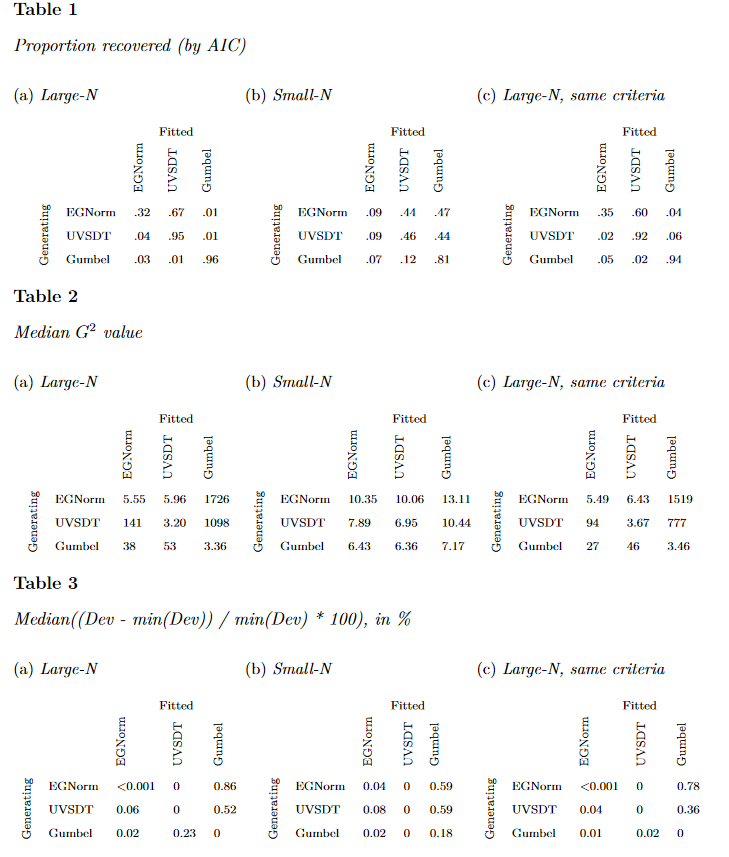 Table 1
Proportion recovered (by AIC)
(a) Large-N (b) Small-N (c) Large-N, same criteria
Fitted Fitted Fitted
EGNorm UVSDT Gumbel EGNorm UVSDT Gumbel EGNorm UVSDT Gumbel
Generating Generating Generating
EGNorm .32 .67 .01 EGNorm .09 .44 .47 EGNorm .35 .60 .04
UVSDT .04 .95 .01 UVSDT .09 .46 .44 UVSDT .02 .92 .06
Gumbel .03 .01 .96 Gumbel .07 .12 .81 Gumbel .05 .02 .94
Table 2
Median G² value
(a) Large-N (b) Small-N (c) Large-N, same criteria
Fitted Fitted Fitted
EGNorm UVSDT Gumbel EGNorm UVSDT Gumbel EGNorm UVSDT Gumbel
Generating Generating Generating
EGNorm 5.55 5.96 1726 EGNorm 10.35 10.06 13.11 EGNorm 5.49 6.43 1519
UVSDT 141 3.20 1098 UVSDT 7.89 6.95 10.44 UVSDT 94 3.67 777
Gumbel 38 53 3.36 Gumbel 6.43 6.36 7.17 Gumbel 27 46 3.46
Table 3
Median((Dev - min(Dev)) / min(Dev) * 100), in %
(a) Large-N (b) Small-N (c) Large-N, same criteria
Fitted Fitted Fitted
EGNorm UVSDT Gumbel EGNorm UVSDT Gumbel EGNorm UVSDT Gumbel
Generating Generating Generating
EGNorm <0.001 0 0.86 EGNorm 0.04 0 0.59 EGNorm <0.001 0 0.78
UVSDT 0.06 0 0.52 UVSDT 0.08 0 0.59 UVSDT 0.04 0 0.36
Gumbel 0.02 0.23 0 Gumbel 0.02 0 0.18 Gumbel 0.01 0.02 0